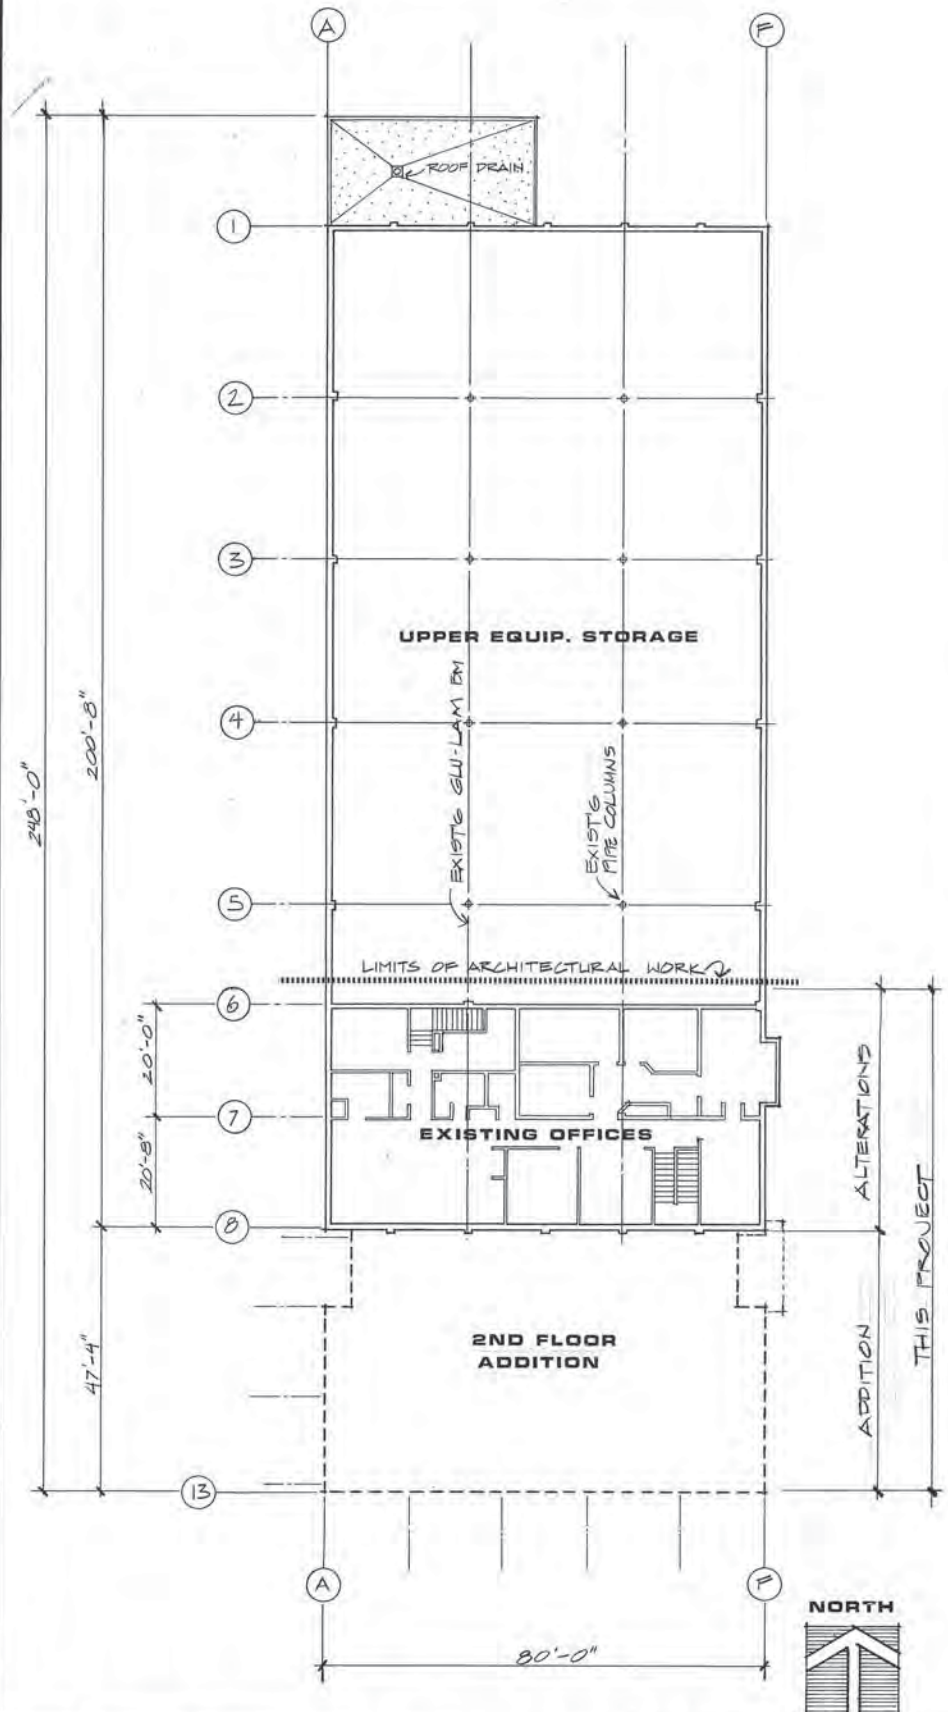 A
F
ROOF DRAIN
1
2
3
UPPER EQUIP. STORAGE
EXIST'G GLU-LAM BM
4
EXIST'G
PIPE COLUMNS
200'-8"
248'-0"
5
LIMITS OF ARCHITECTURAL WORK
6
20'-0"
7
EXISTING OFFICES
20'-8"
8
ALTERATIONS
THIS PROJECT
2ND FLOOR
ADDITION
47'-4"
ADDITION
13
A
F
80'-0"
NORTH